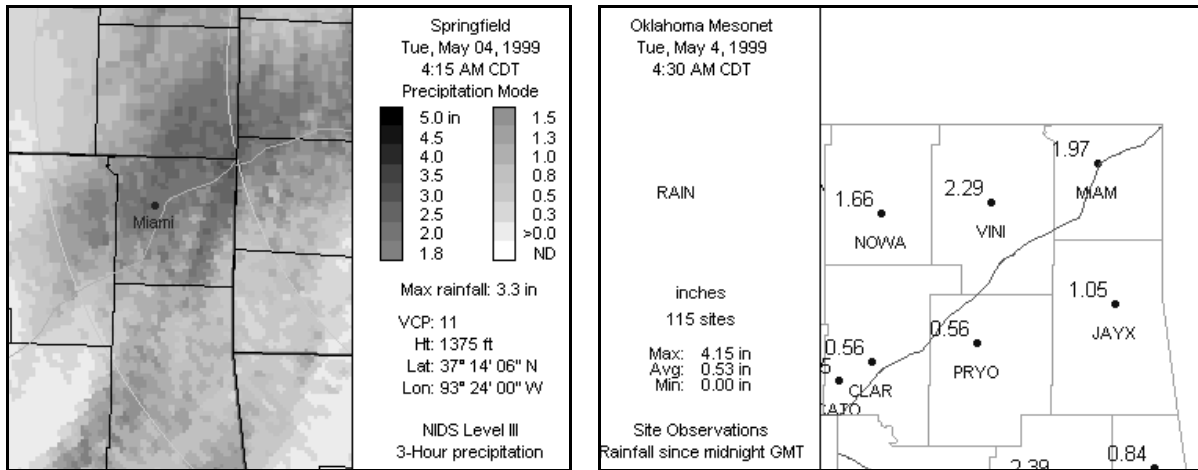 Springfield
Tue, May 04, 1999
4:15 AM CDT
Precipitation Mode
5.0 in 1.5
4.5 1.3
4.0 1.0
3.5 0.8
3.0 0.5
2.5 0.3
2.0 >0.0
1.8 ND
Max rainfall: 3.3 in
VCP: 11
Ht: 1375 ft
Lat: 37° 14' 06" N
Lon: 93° 24' 00" W
NIDS Level III
3-Hour precipitation
Miami
Oklahoma Mesonet
Tue, May 4, 1999
4:30 AM CDT
RAIN
inches
115 sites
Max: 4.15 in
Avg: 0.53 in
Min: 0.00 in
Site Observations
Rainfall since midnight GMT
1.97
MIAM
1.66
NOWA
2.29
VINI
1.05
JAYX
0.56
PRYO
0.56
CLAR
5
CATO
2.39
0.84